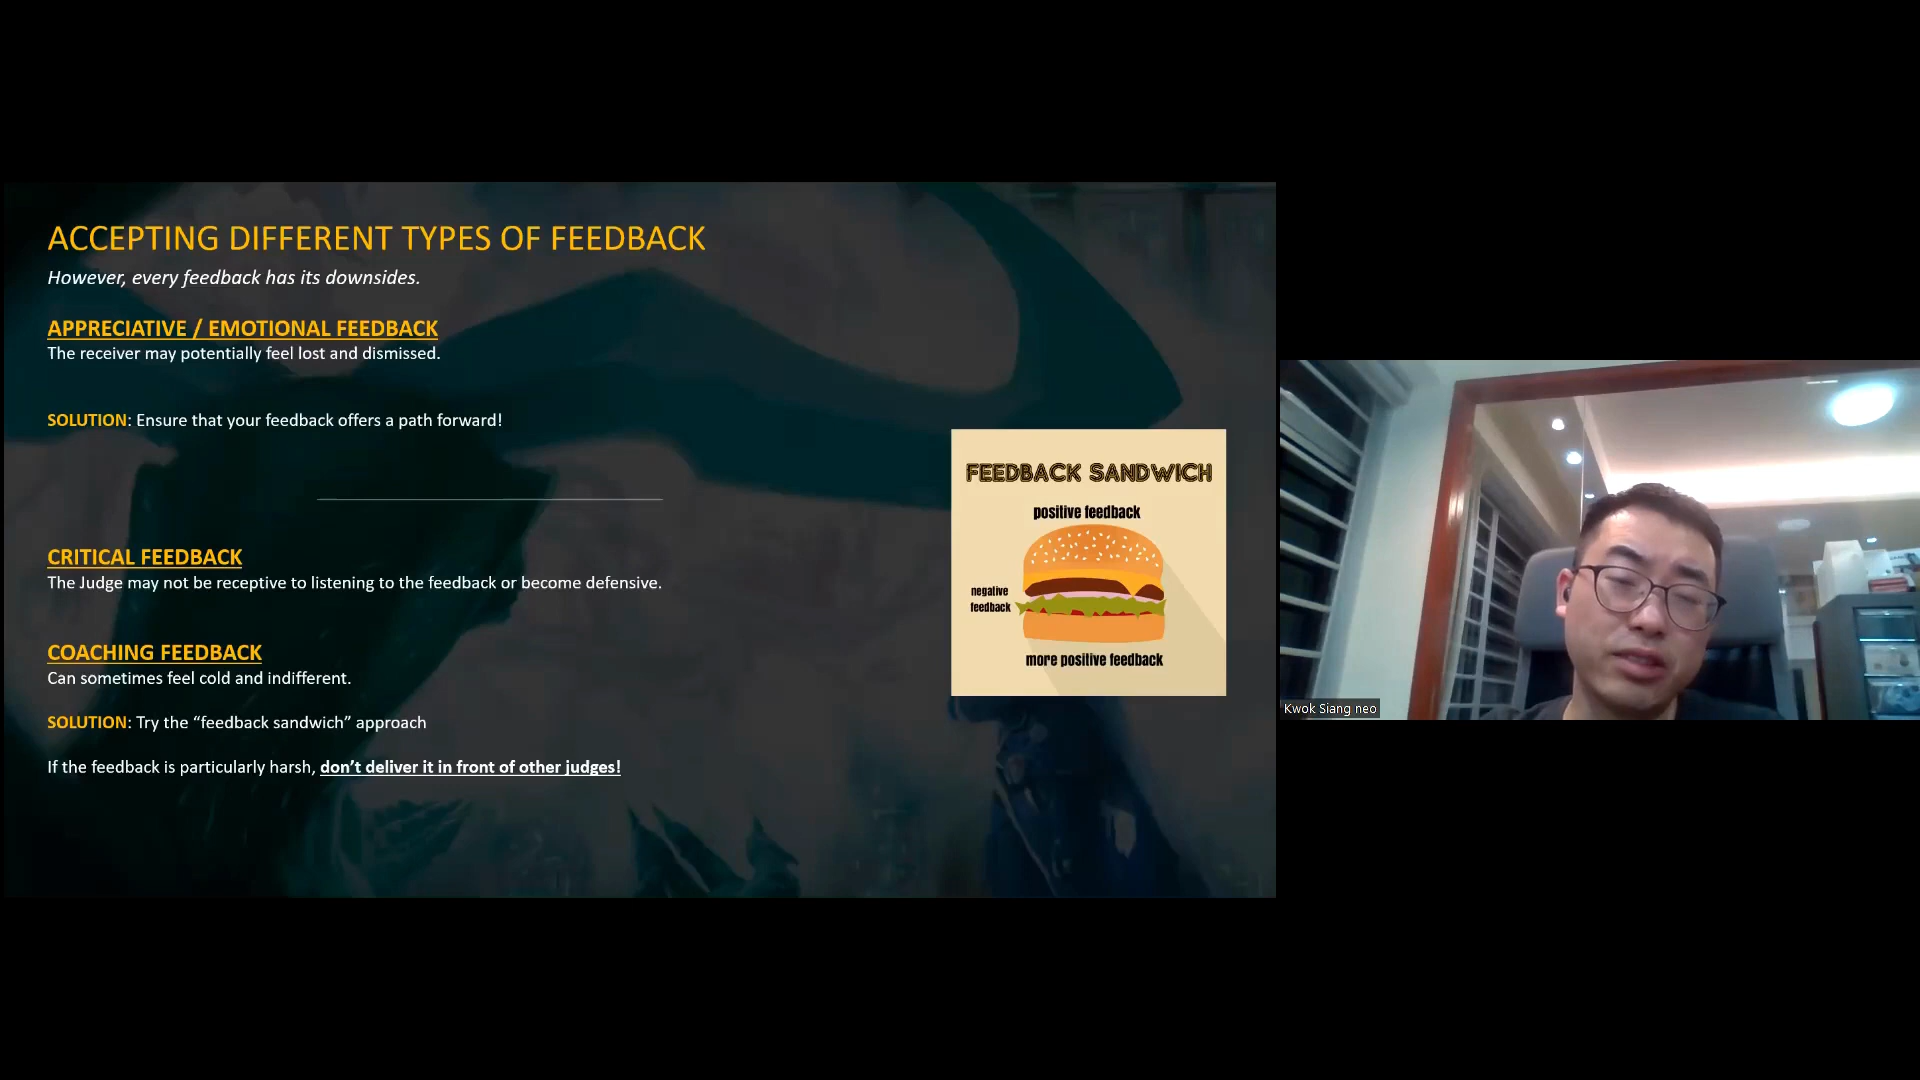 ACCEPTING DIFFERENT TYPES OF FEEDBACK
However, every feedback has its downsides.
APPRECIATIVE / EMOTIONAL FEEDBACK
The receiver may potentially feel lost and dismissed.
SOLUTION: Ensure that your feedback offers a path forward!
CRITICAL FEEDBACK
The Judge may not be receptive to listening to the feedback or become defensive.
COACHING FEEDBACK
Can sometimes feel cold and indifferent.
SOLUTION: Try the “feedback sandwich” approach
If the feedback is particularly harsh, don’t deliver it in front of other judges!
FEEDBACK SANDWICH
positive feedback
negative
feedback
more positive feedback
Kwok Siang neo